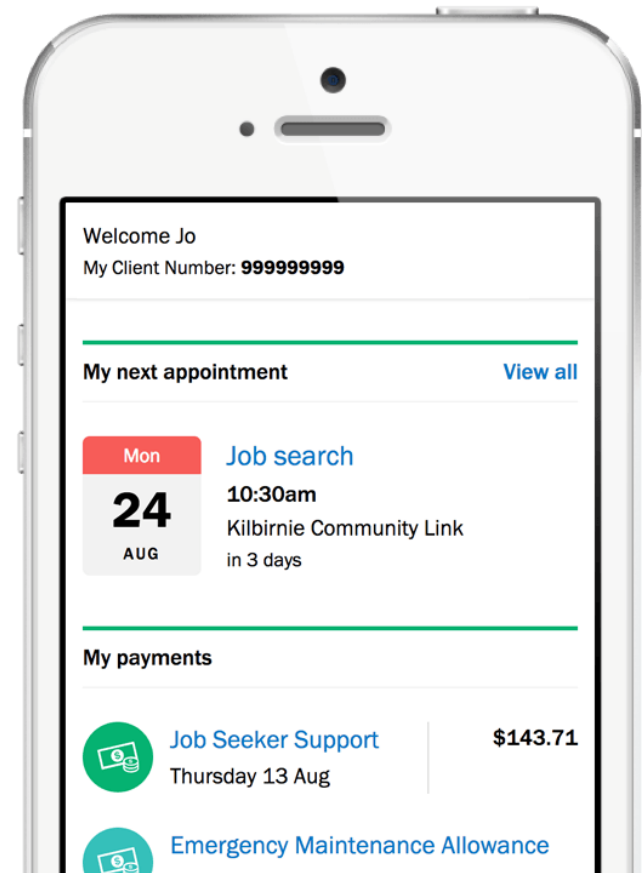 Welcome Jo
My Client Number: 999999999
My next appointment
View all
Mon
24
AUG
Job search
10:30am
Kilbirnie Community Link
in 3 days
My payments
Job Seeker Support
$143.71
Thursday 13 Aug
Emergency Maintenance Allowance